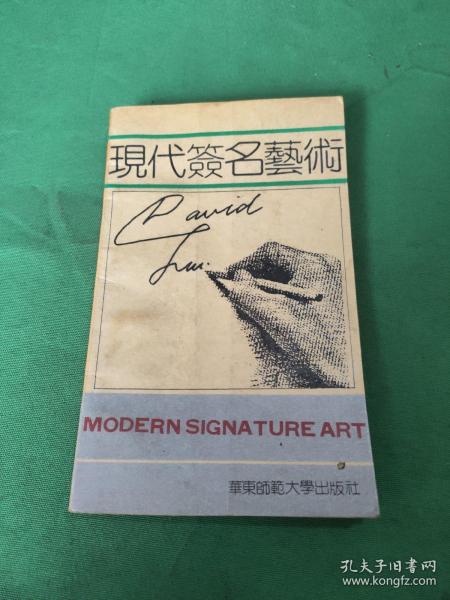 現代簽名藝術
David
MODERN SIGNATURE ART
華東師範大學出版社
孔夫子旧书网
www.kongfz.com